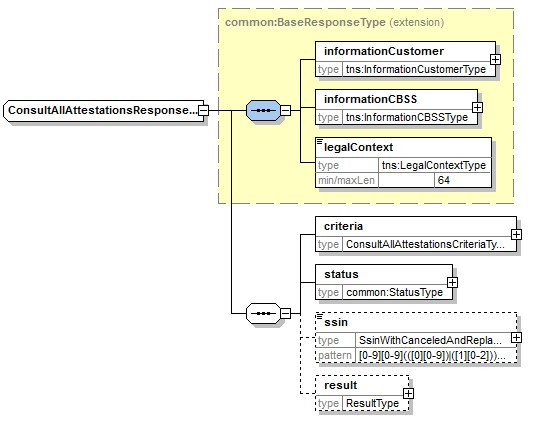 common:BaseResponseType (extension)
informationCustomer
type tns:InformationCustomerType
informationCBSS
type tns:InformationCBSSType
legalContext
type tns:LegalContextType
min/maxLen 64
ConsultAllAttestationsResponse...
criteria
type ConsultAllAttestationsCriteriaTy...
status
type common:StatusType
ssin
type SsinWithCanceledAndRepla...
pattern [0-9][0-9](([0][0-9])|([1][0-2]))...
result
type ResultType